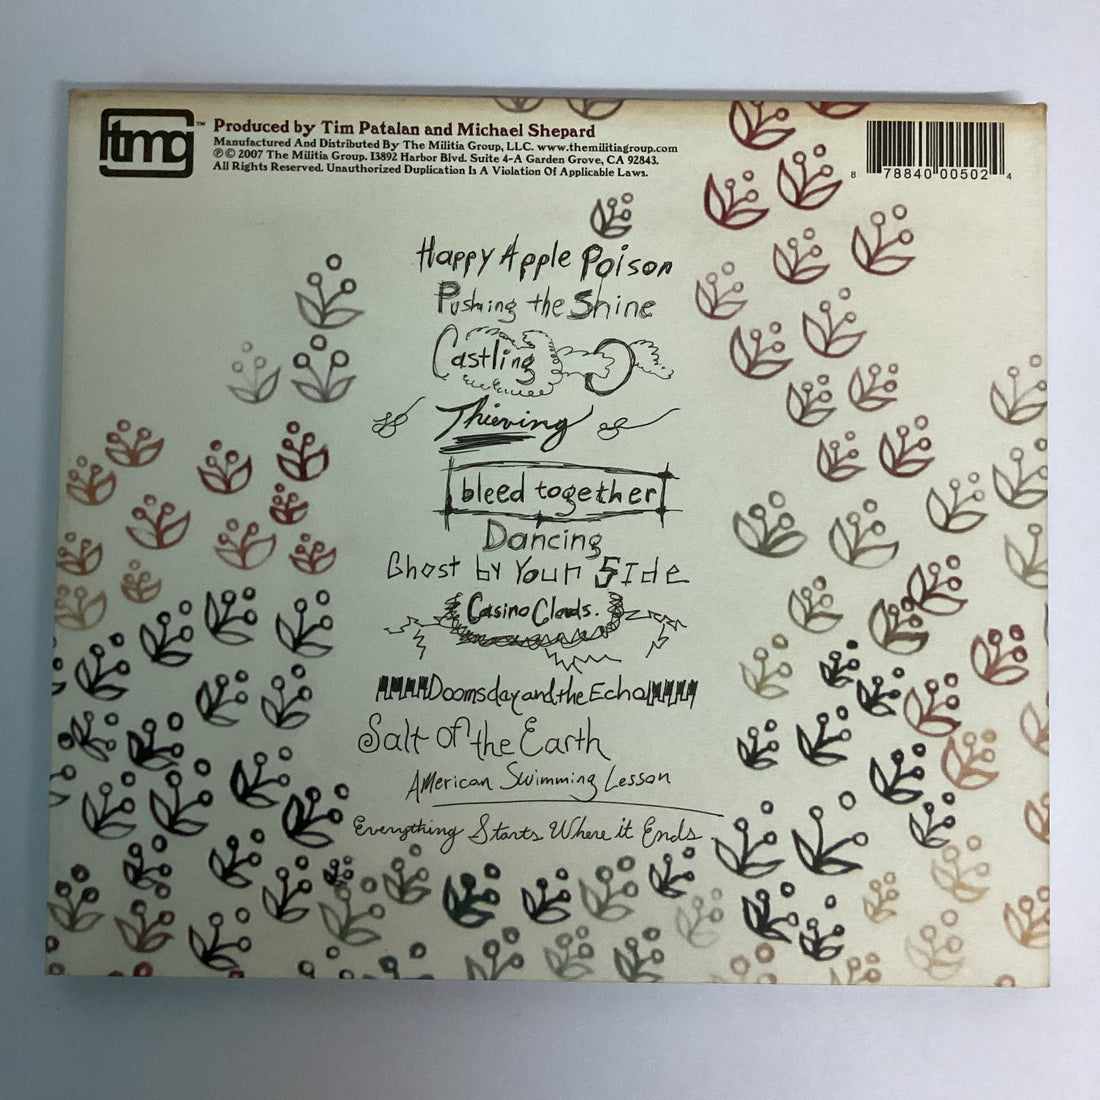 tmg™
Produced by Tim Patalan and Michael Shepard
Manufactured And Distributed By The Militia Group, LLC. www.themilitiagroup.com
℗ © 2007 The Militia Group. 13892 Harbor Blvd. Suite 4-A Garden Grove, CA 92843.
All Rights Reserved. Unauthorized Duplication Is A Violation Of Applicable Laws.
8 78840 00502 4
Happy Apple Poison
Pushing the Shine
Castling
Thieving
bleed together
Dancing
Ghost by Your Side
Casino Clouds.
Doomsday and the Echo
Salt of the Earth
American Swimming Lesson
Everything Starts Where it Ends